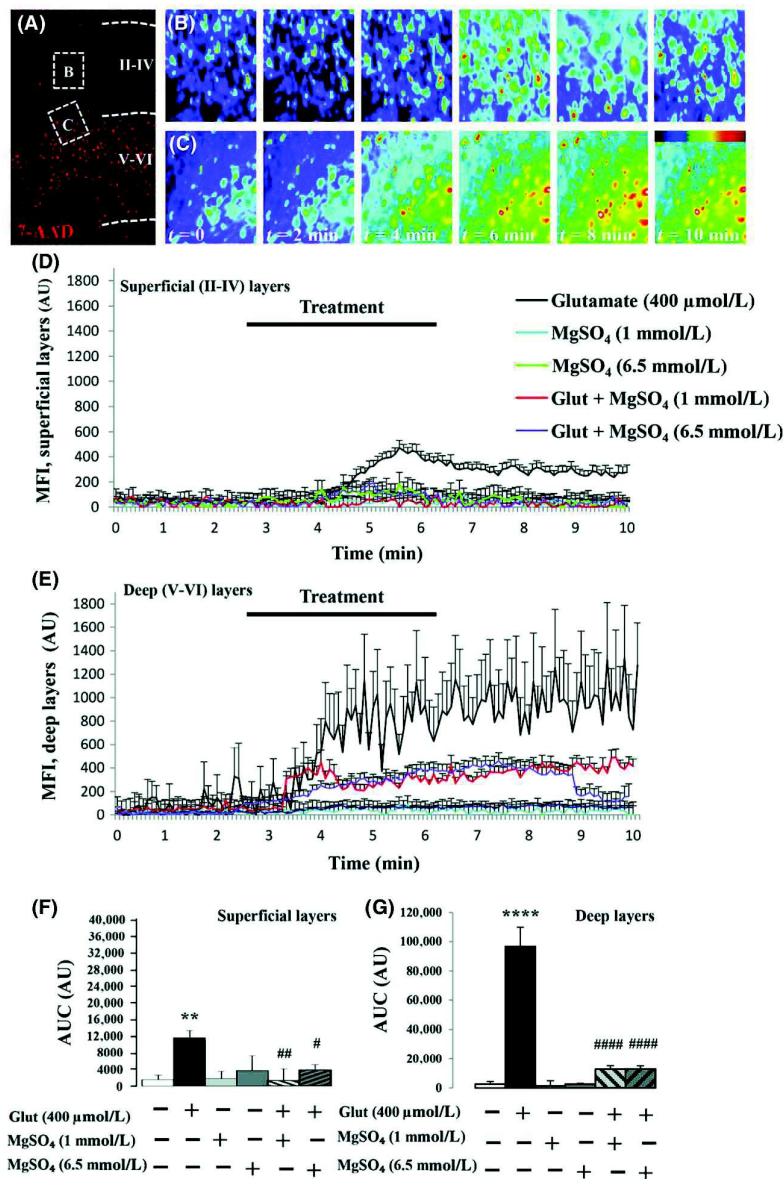 (A)
B
II-IV
C
V-VI
7-AAD
(B)
(C)
t = 0
t = 2 min
t = 4 min
t = 6 min
t = 8 min
t = 10 min
(D)
Superficial (II-IV) layers
Treatment
MFI, superficial layers (AU)
1800
1600
1400
1200
1000
800
600
400
200
0
0 1 2 3 4 5 6 7 8 9 10
Time (min)
Glutamate (400 µmol/L)
MgSO₄ (1 mmol/L)
MgSO₄ (6.5 mmol/L)
Glut + MgSO₄ (1 mmol/L)
Glut + MgSO₄ (6.5 mmol/L)
(E)
Deep (V-VI) layers
Treatment
MFI, deep layers (AU)
1800
1600
1400
1200
1000
800
600
400
200
0
0 1 2 3 4 5 6 7 8 9 10
Time (min)
(F)
Superficial layers
AUC (AU)
40,000
36,000
32,000
28,000
24,000
20,000
16,000
12,000
8000
4000
0
**
##
#
Glut (400 µmol/L) − + − − + +
MgSO₄ (1 mmol/L) − − + − + −
MgSO₄ (6.5 mmol/L) − − − + − +
(G)
Deep layers
AUC (AU)
120,000
100,000
80,000
60,000
40,000
20,000
0
****
####
####
Glut (400 µmol/L) − + − − + +
MgSO₄ (1 mmol/L) − − + − + −
MgSO₄ (6.5 mmol/L) − − − + − +